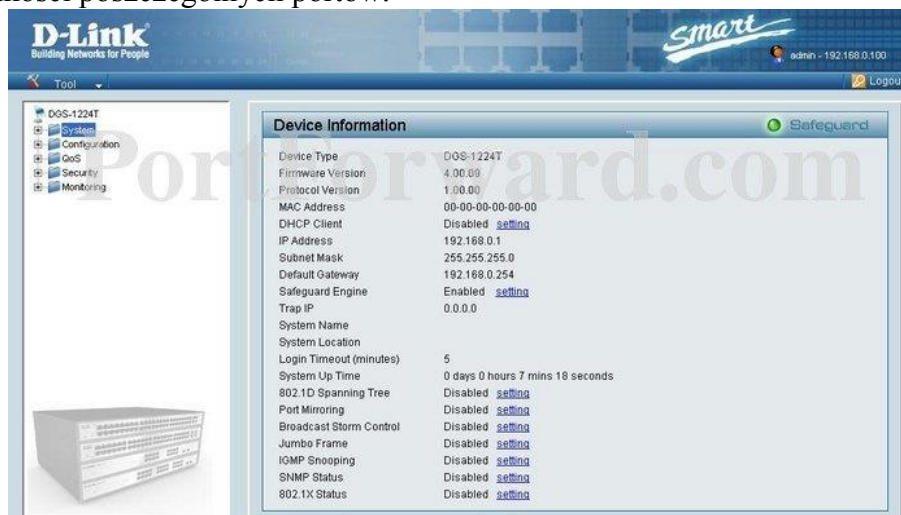 poszczególnych portów.
D-Link
Building Networks for People
smart
admin - 192.168.0.100
Tool
Logou
DGS-1224T
System
Configuration
QoS
Security
Monitoring
PortForward.com
Device Information
Safeguard
Device Type DGS-1224T
Firmware Version 4.00.09
Protocol Version 1.00.00
MAC Address 00-00-00-00-00-00
DHCP Client Disabled setting
IP Address 192.168.0.1
Subnet Mask 255.255.255.0
Default Gateway 192.168.0.254
Safeguard Engine Enabled setting
Trap IP 0.0.0.0
System Name
System Location
Login Timeout (minutes) 5
System Up Time 0 days 0 hours 7 mins 18 seconds
802.1D Spanning Tree Disabled setting
Port Mirroring Disabled setting
Broadcast Storm Control Disabled setting
Jumbo Frame Disabled setting
IGMP Snooping Disabled setting
SNMP Status Disabled setting
802.1X Status Disabled setting